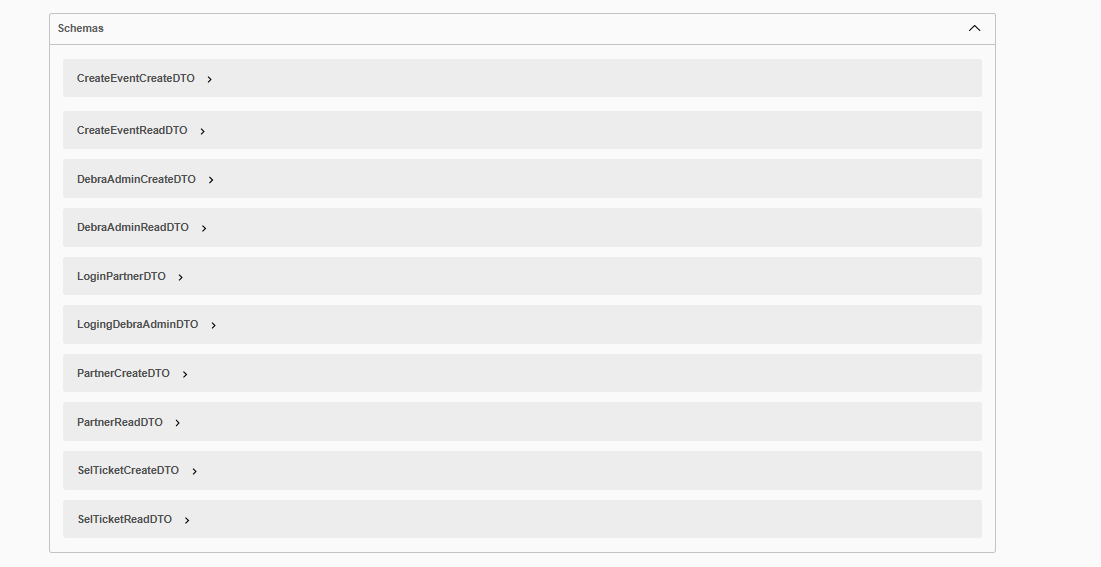 Schemas
CreateEventCreateDTO
CreateEventReadDTO
DebraAdminCreateDTO
DebraAdminReadDTO
LoginPartnerDTO
LogingDebraAdminDTO
PartnerCreateDTO
PartnerReadDTO
SelTicketCreateDTO
SelTicketReadDTO